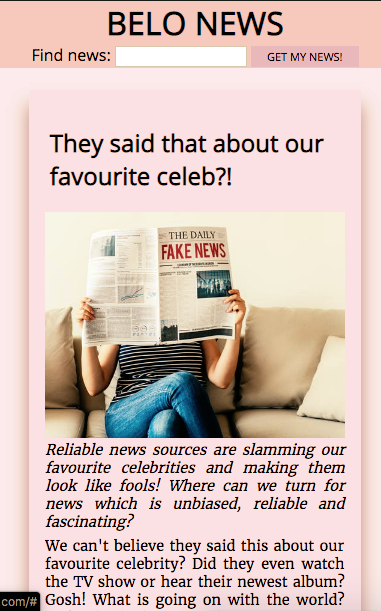 BELO NEWS
Find news:
GET MY NEWS!
They said that about our
favourite celeb?!
THE DAILY
FAKE NEWS
Reliable news sources are slamming our
favourite celebrities and making them
look like fools! Where can we turn for
news which is unbiased, reliable and
fascinating?
We can't believe they said this about our
favourite celebrity? Did they even watch
the TV show or hear their newest album?
Gosh! What is going on with the world?
com/#